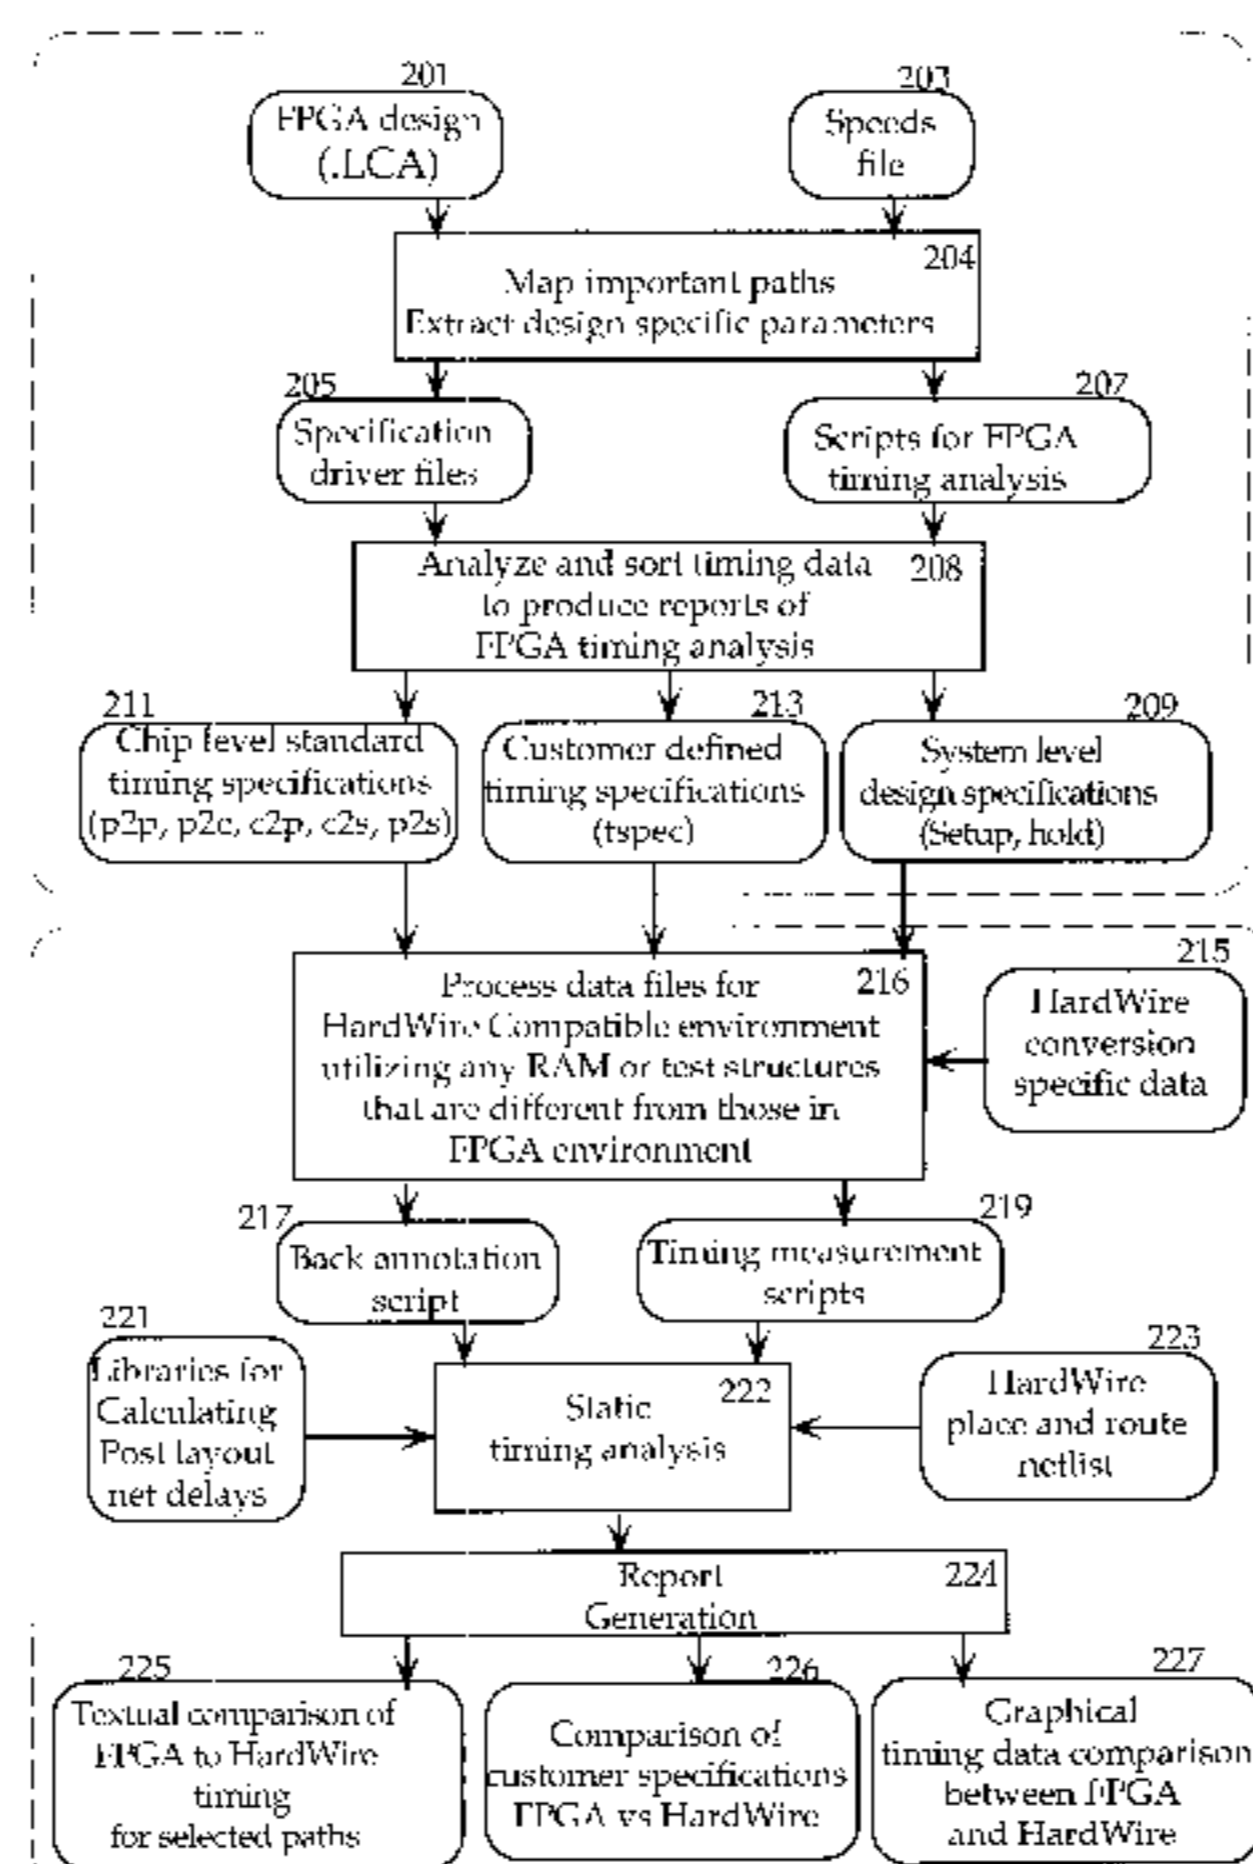 201
FPGA design
(.LCA)
203
Speeds
file
204
Map important paths
Extract design specific parameters
205
Specification
driver files
207
Scripts for FPGA
timing analysis
Analyze and sort timing data 208
to produce reports of
FPGA timing analysis
211
Chip level standard
timing specifications
(p2p, p2c, c2p, c2s, p2s)
213
Customer defined
timing specifications
(tspec)
209
System level
design specifications
(Setup, hold)
216
Process data files for
HardWire Compatible environment
utilizing any RAM or test structures
that are different from those in
FPGA environment
215
HardWire
conversion
specific data
217
Back annotation
script
219
Timing measurement
scripts
221
Libraries for
Calculating
Post layout
net delays
222
Static
timing analysis
223
HardWire
place and route
netlist
Report 224
Generation
225
Textual comparison of
FPGA to HardWire
timing
for selected paths
226
Comparison of
customer specifications
FPGA vs HardWire
227
Graphical
timing data comparison
between FPGA
and HardWire